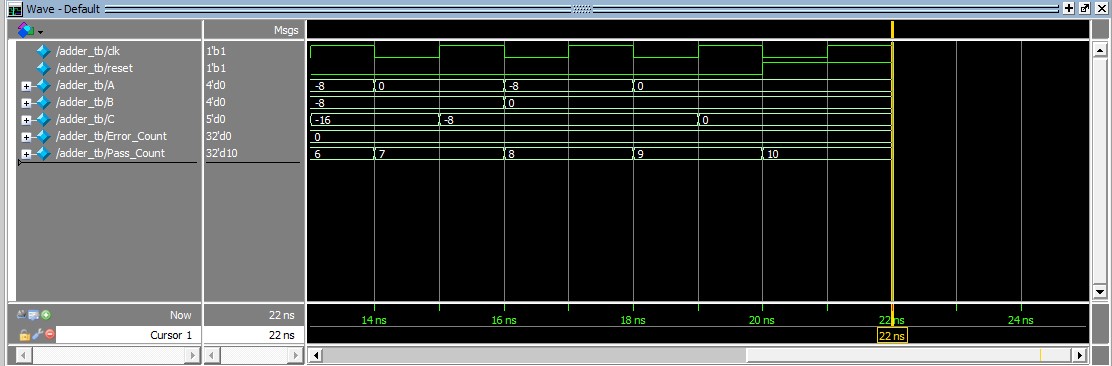 Wave - Default
Msgs
/adder_tb/clk 1'b1
/adder_tb/reset 1'b1
/adder_tb/A 4'd0 -8 0 -8 0
/adder_tb/B 4'd0 -8 0
/adder_tb/C 5'd0 -16 -8 0
/adder_tb/Error_Count 32'd0 0
/adder_tb/Pass_Count 32'd10 6 7 8 9 10
Now 22 ns 14 ns 16 ns 18 ns 20 ns 22 ns 24 ns
Cursor 1 22 ns 22 ns